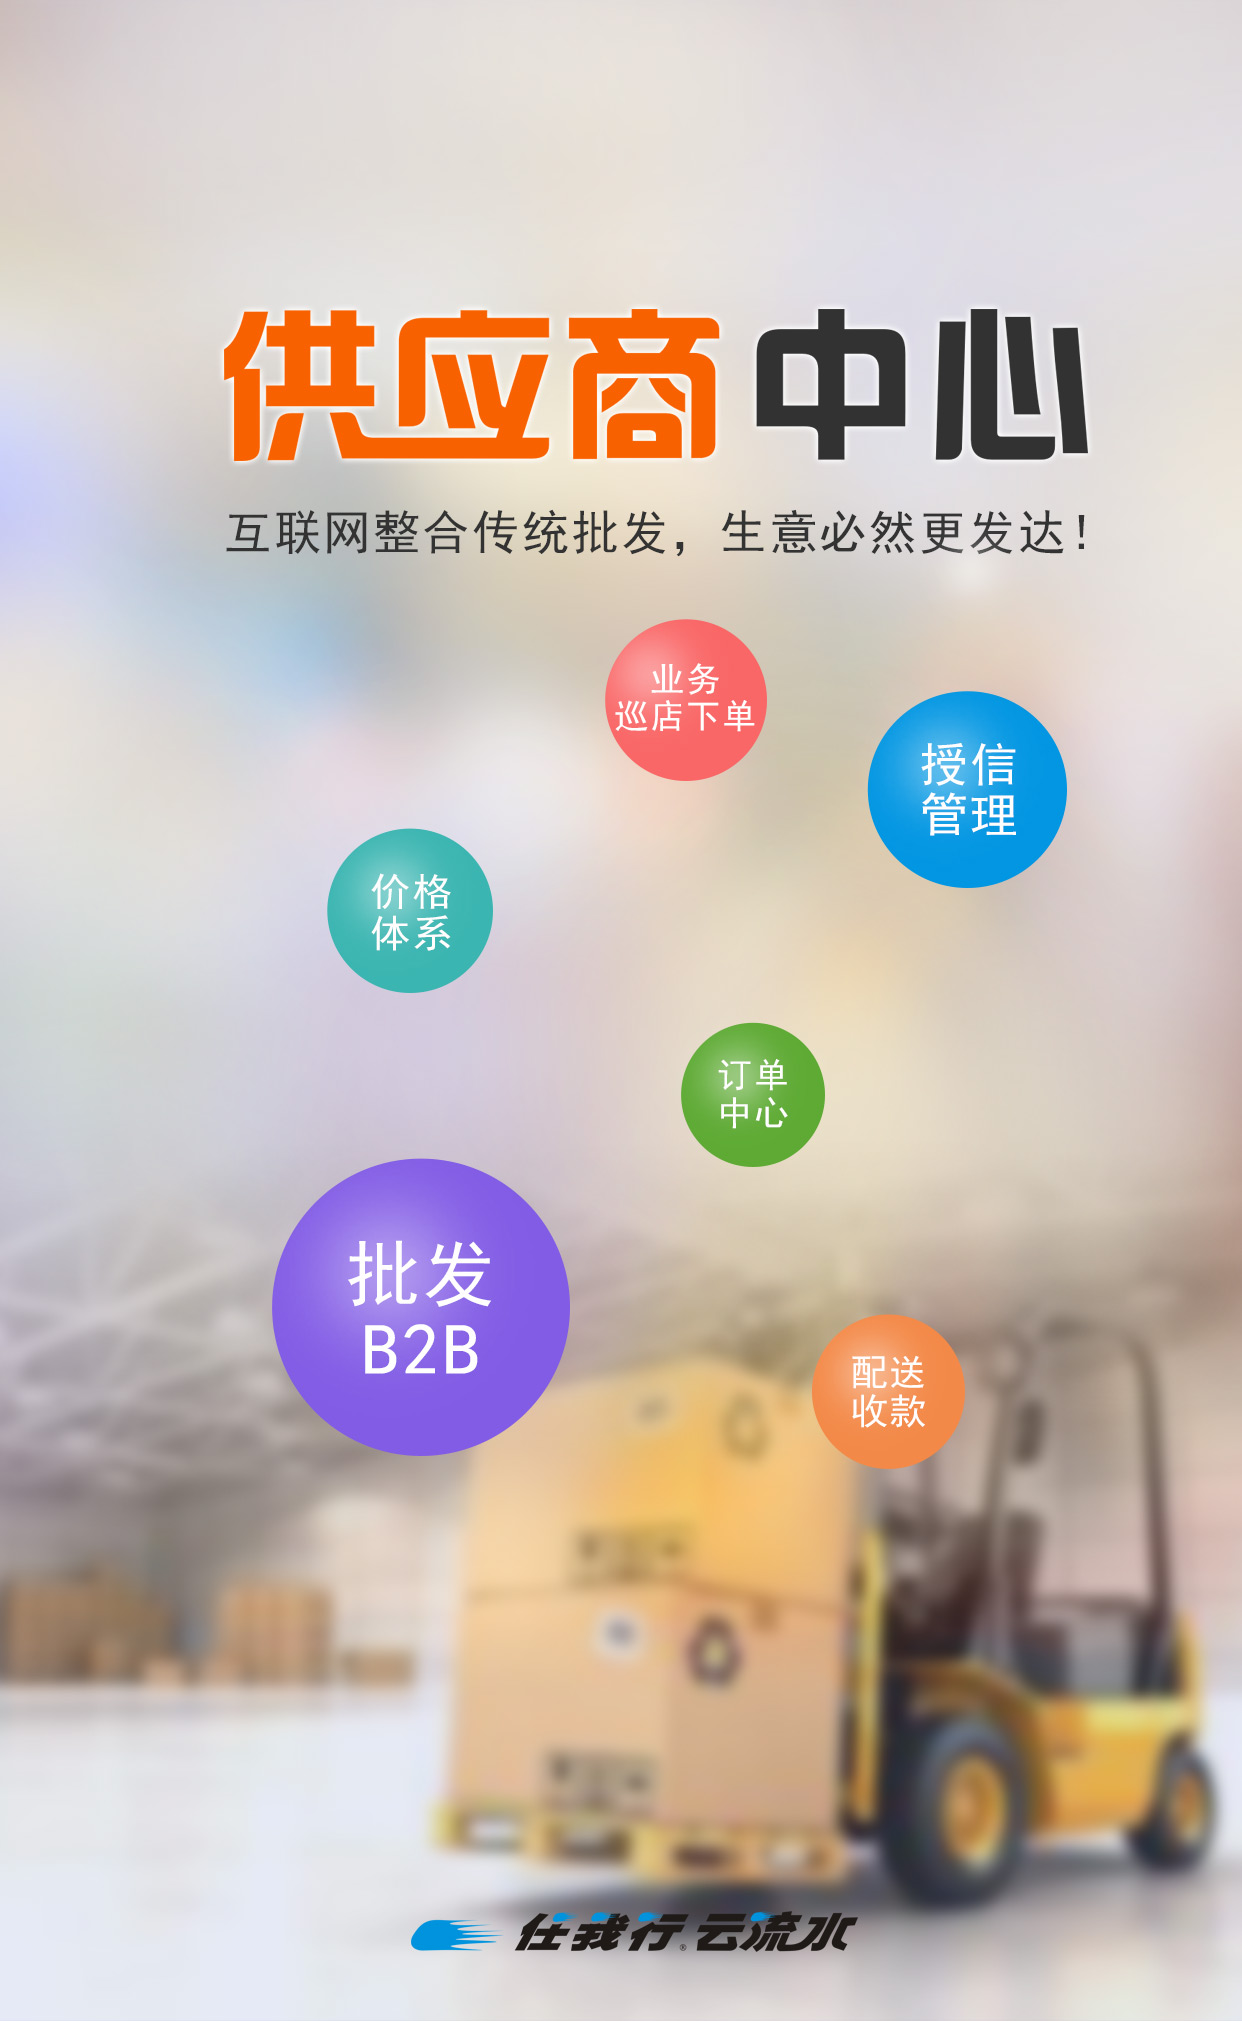 供应商中心
互联网整合传统批发，生意必然更发达！
业务
巡店下单
授信
管理
价格
体系
订单
中心
批发
B2B
配送
收款
任我行®云流水